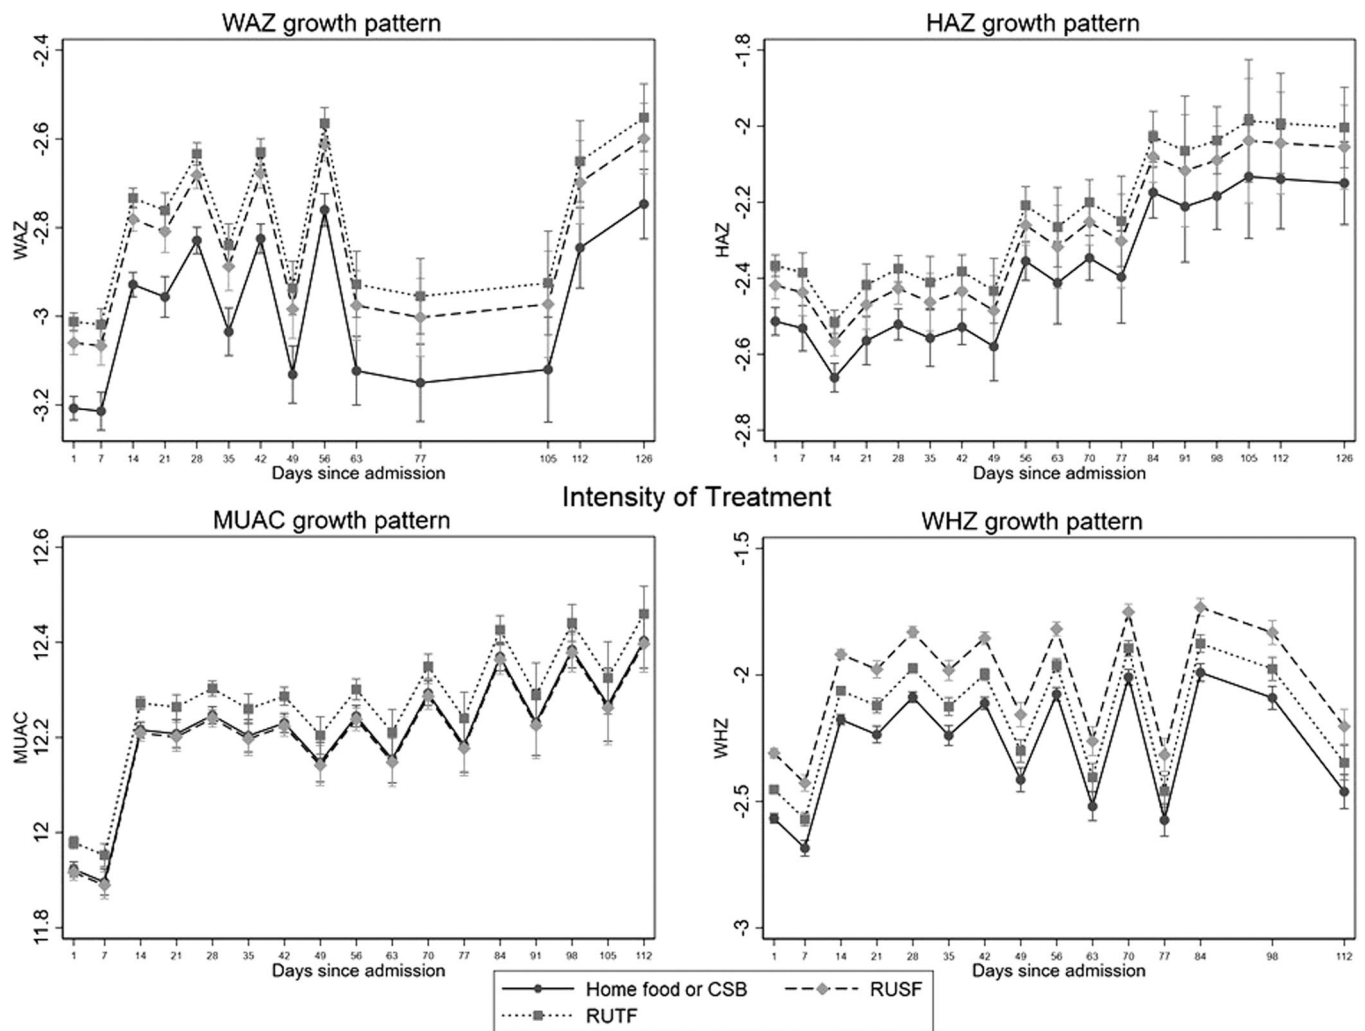 WAZ growth pattern
WAZ
-2.4
-2.6
-2.8
-3
-3.2
1 7 14 21 28 35 42 49 56 63 77 105 112 126
Days since admission
HAZ growth pattern
HAZ
-1.8
-2
-2.2
-2.4
-2.6
-2.8
1 7 14 21 28 35 42 49 56 63 70 77 84 91 98 105 112 126
Days since admission
Intensity of Treatment
MUAC growth pattern
MUAC
12.6
12.4
12.2
12
11.8
1 7 14 21 28 35 42 49 56 63 70 77 84 91 98 105 112
Days since admission
WHZ growth pattern
WHZ
-1.5
-2
-2.5
-3
1 7 14 21 28 35 42 49 56 63 70 77 84 98 112
Days since admission
Home food or CSB RUSF
RUTF